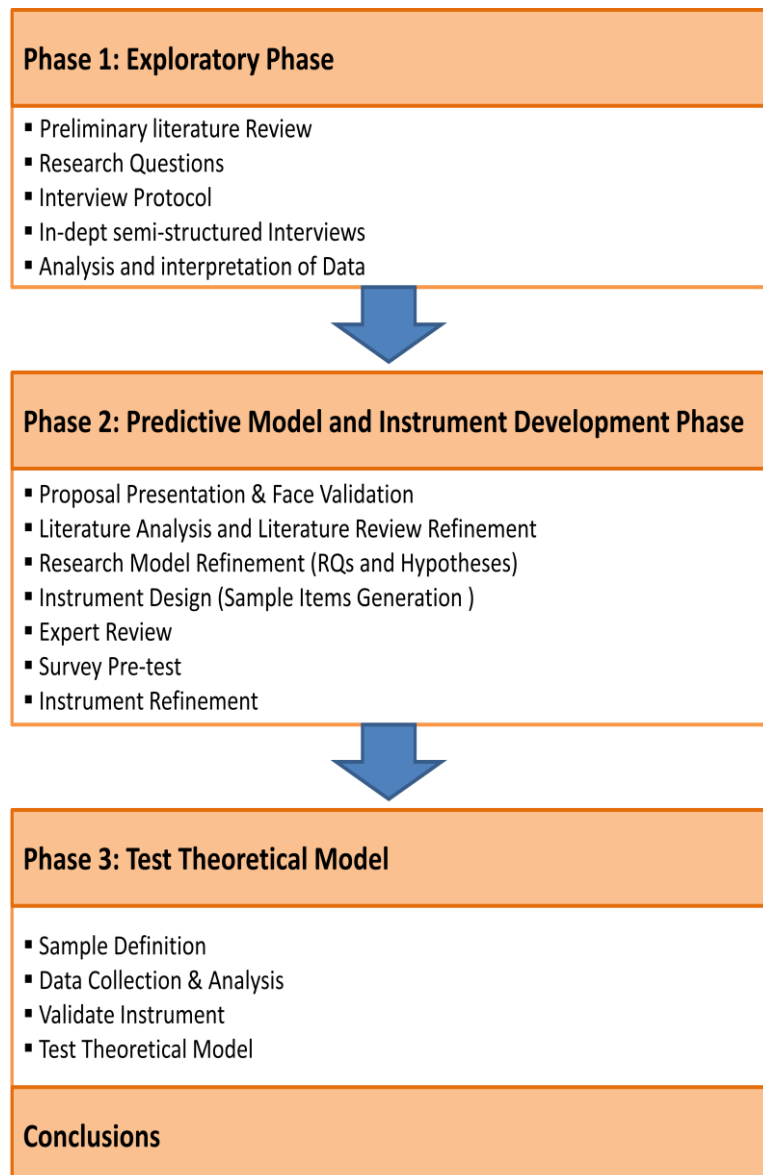 Phase 1: Exploratory Phase
▪ Preliminary literature Review
▪ Research Questions
▪ Interview Protocol
▪ In-dept semi-structured Interviews
▪ Analysis and interpretation of Data
Phase 2: Predictive Model and Instrument Development Phase
▪ Proposal Presentation & Face Validation
▪ Literature Analysis and Literature Review Refinement
▪ Research Model Refinement (RQs and Hypotheses)
▪ Instrument Design (Sample Items Generation )
▪ Expert Review
▪ Survey Pre-test
▪ Instrument Refinement
Phase 3: Test Theoretical Model
▪ Sample Definition
▪ Data Collection & Analysis
▪ Validate Instrument
▪ Test Theoretical Model
Conclusions